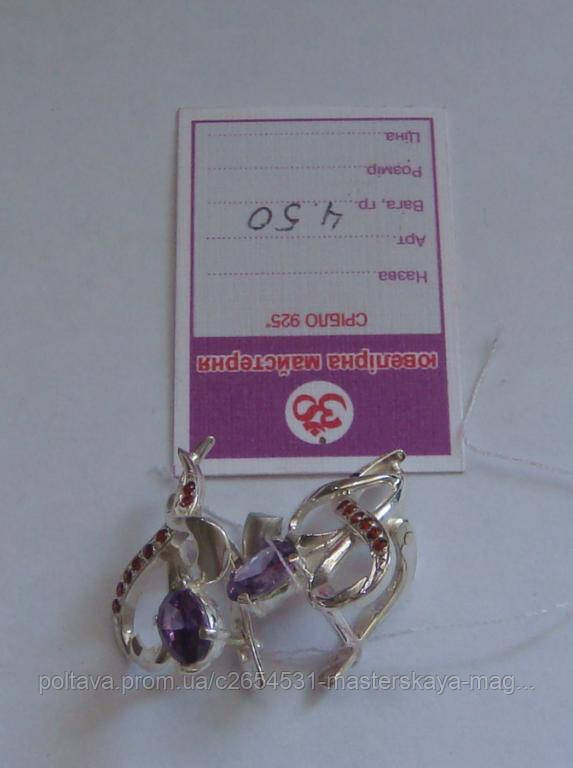 ॐ
ювелірна майстерня
СРІБЛО 925°
Назва
Арт.
Вага, гр. 4.50
Розмір
Ціна
poltava.prom.ua/c2654531-masterskaya-mag...